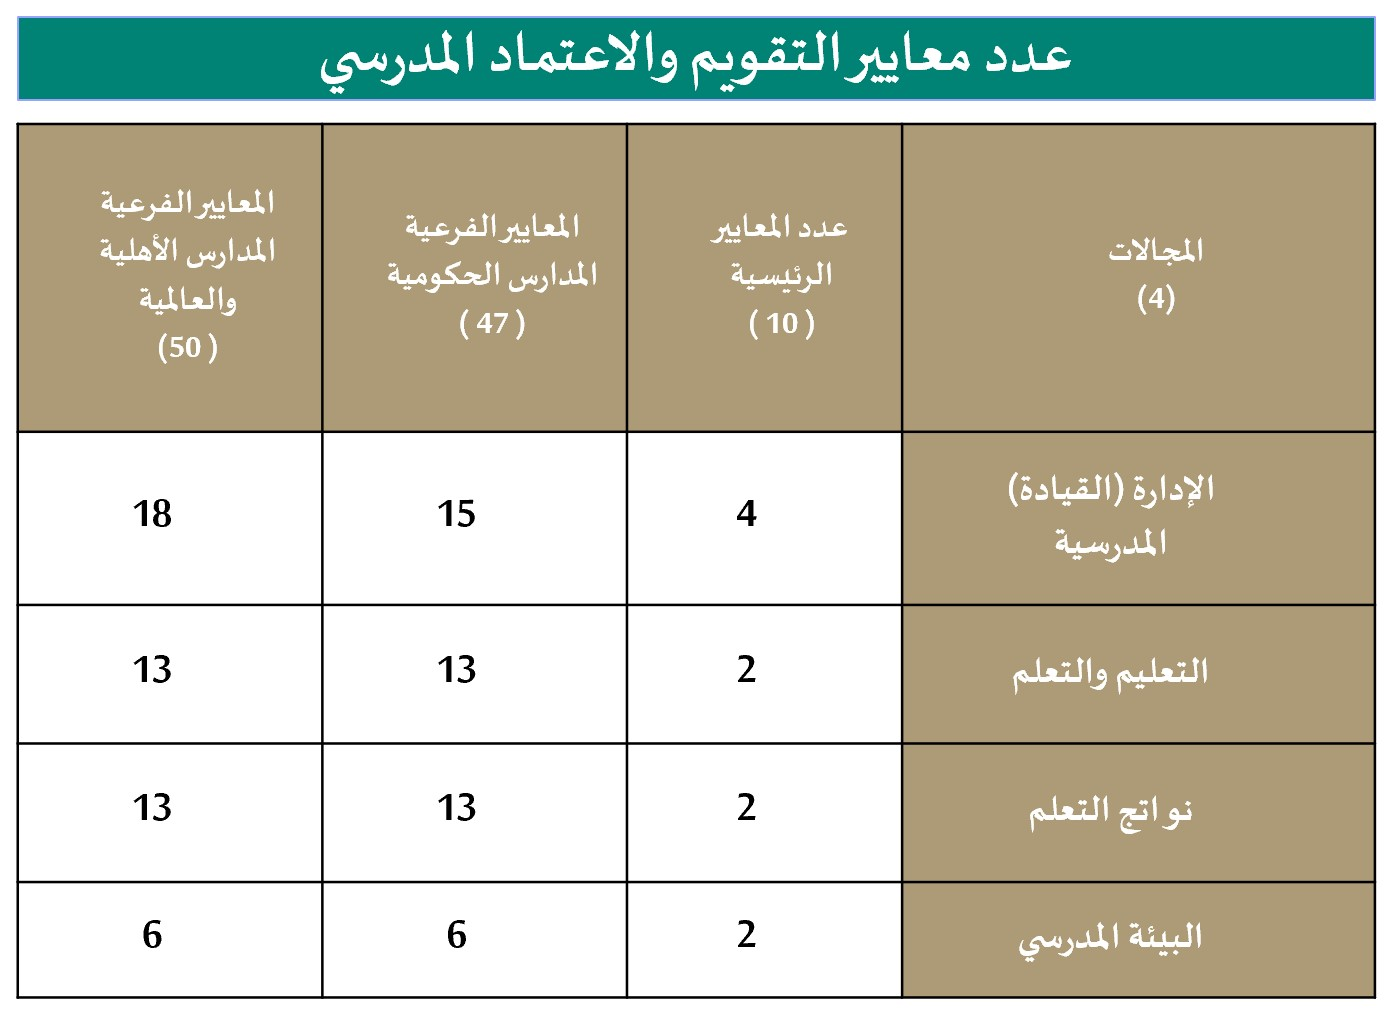 عدد معايير التقويم والاعتماد المدرسي
المجالات
(4)
عدد المعايير
الرئيسية
( 10 )
المعايير الفرعية
المدارس الحكومية
( 47 )
المعايير الفرعية
المدارس الأهلية
والعالمية
(50 )
الإدارة (القيادة)
المدرسية
4
15
18
التعليم والتعلم
2
13
13
نواتج التعلم
2
13
13
البيئة المدرسي
2
6
6